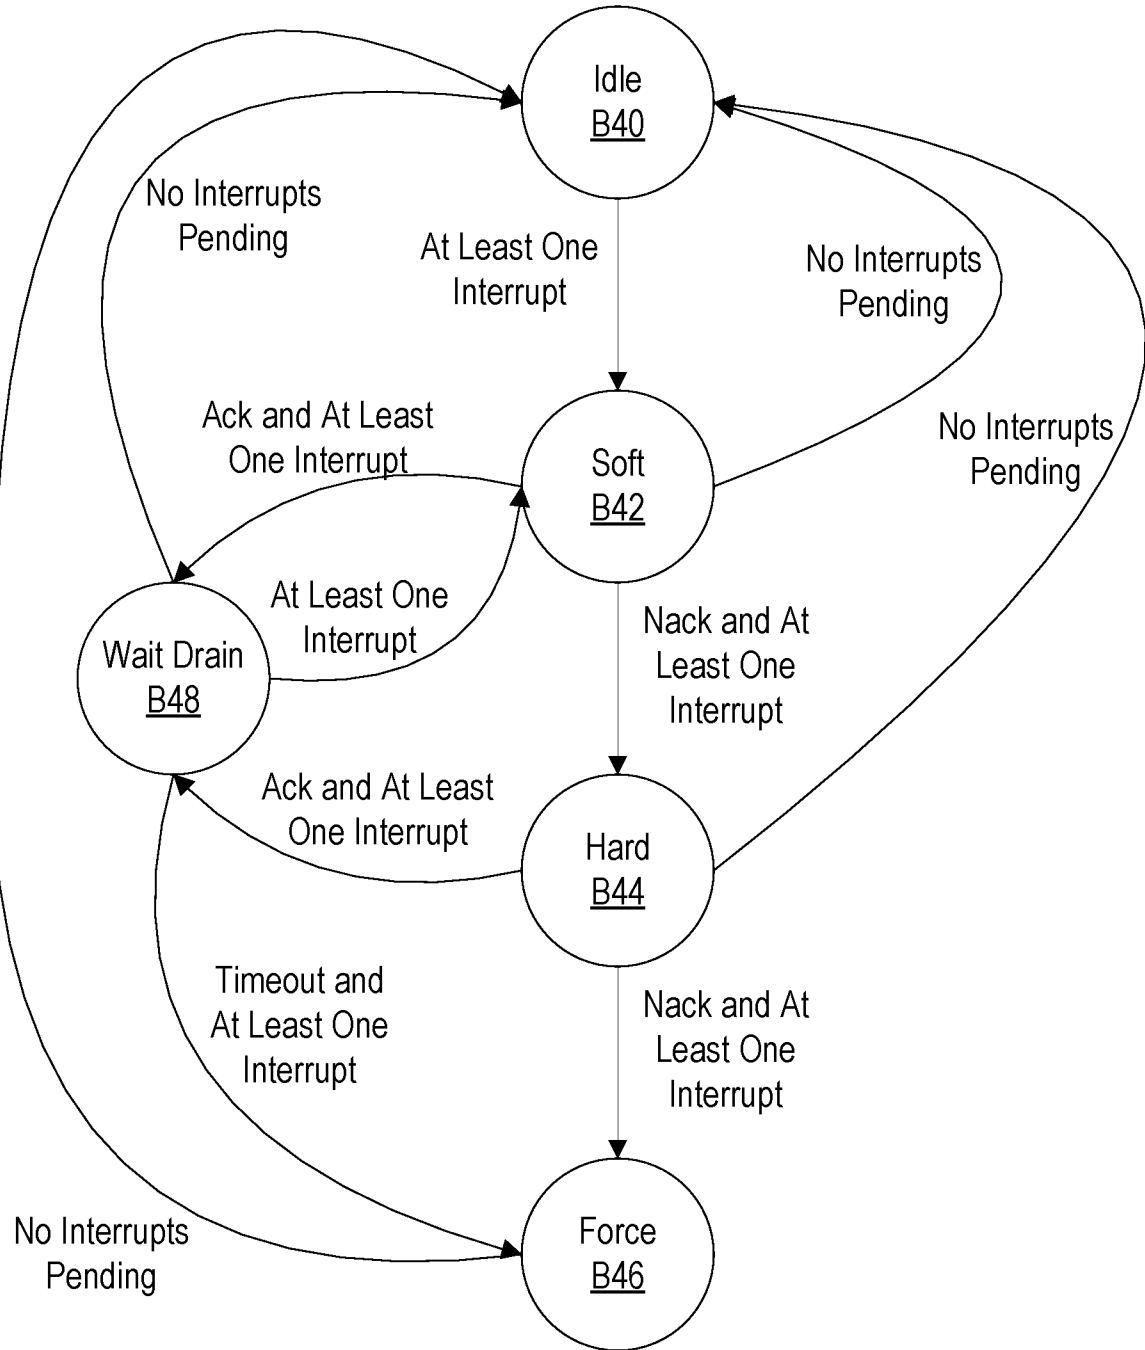 Idle
B40
No Interrupts
Pending
At Least One
Interrupt
No Interrupts
Pending
Ack and At Least
One Interrupt
Soft
B42
No Interrupts
Pending
At Least One
Interrupt
Nack and At
Least One
Interrupt
Wait Drain
B48
Ack and At Least
One Interrupt
Hard
B44
Timeout and
At Least One
Interrupt
Nack and At
Least One
Interrupt
No Interrupts
Pending
Force
B46